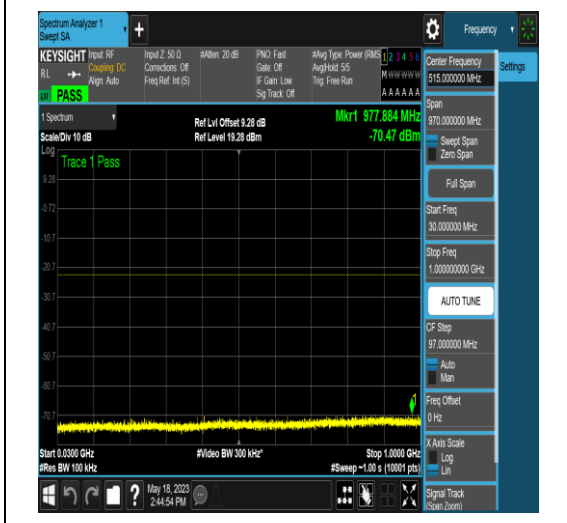 Spectrum Analyzer 1
Swept SA
Frequency
KEYSIGHT
RL
PASS
Input: RF
Coupling: DC
Align: Auto
Input Z: 50 Ω
Corrections: Off
Freq Ref: Int (S)
#Atten: 20 dB
PNO: Fast
Gate: Off
IF Gain: Low
Sig Track: Off
#Avg Type: Power (RMS
Avg|Hold: 5/5
Trig: Free Run
1 2 3 4 5 6
M W W W W W
A A A A A A
Settings
1 Spectrum
Scale/Div 10 dB
Ref Lvl Offset 9.28 dB
Ref Level 19.28 dBm
Mkr1 977.884 MHz
-70.47 dBm
Log
Trace 1 Pass
9.28
-0.72
-10.7
-20.7
-30.7
-40.7
-50.7
-60.7
-70.7
1
Start 0.0300 GHz
#Res BW 100 kHz
#Video BW 300 kHz*
Stop 1.0000 GHz
#Sweep ~1.00 s (10001 pts)
May 18, 2023
2:44:54 PM
Center Frequency
515.000000 MHz
Span
970.000000 MHz
Swept Span
Zero Span
Full Span
Start Freq
30.000000 MHz
Stop Freq
1.000000000 GHz
AUTO TUNE
CF Step
97.000000 MHz
Auto
Man
Freq Offset
0 Hz
X Axis Scale
Log
Lin
Signal Track
(Span Zoom)